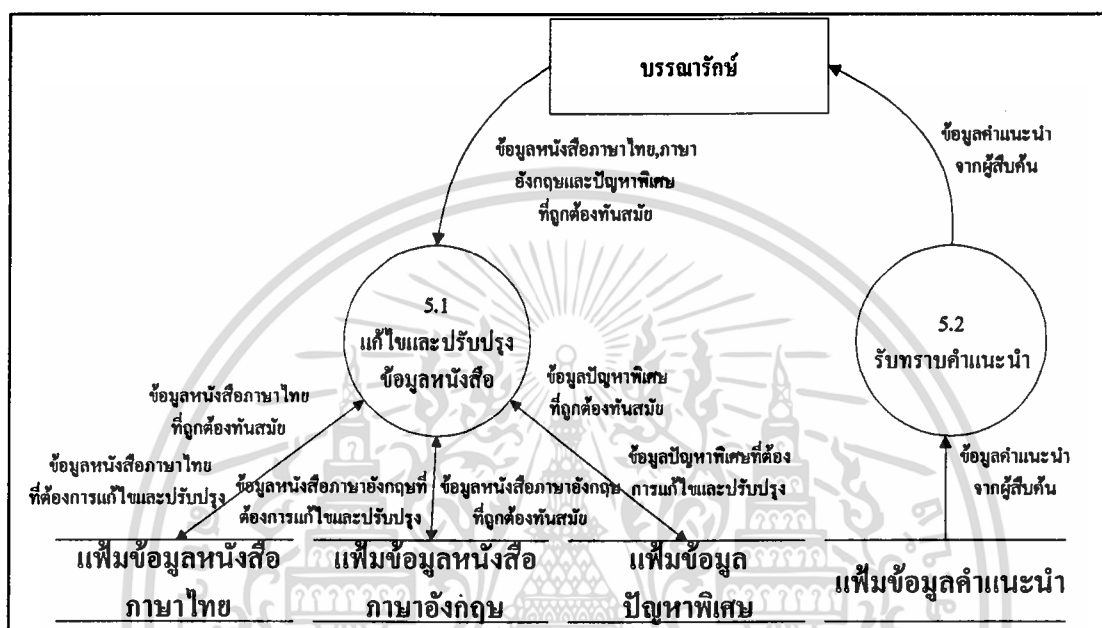 บรรณารักษ์
ข้อมูลหนังสือภาษาไทย,ภาษา
อังกฤษและปัญหาพิเศษ
ที่ถูกต้องทันสมัย
ข้อมูลคำแนะนำ
จากผู้สืบค้น
5.1
แก้ไขและปรับปรุง
ข้อมูลหนังสือ
5.2
รับทราบคำแนะนำ
ข้อมูลหนังสือภาษาไทย
ที่ถูกต้องทันสมัย
ข้อมูลปัญหาพิเศษ
ที่ถูกต้องทันสมัย
ข้อมูลหนังสือภาษาไทย
ที่ต้องการแก้ไขและปรับปรุง
ข้อมูลหนังสือภาษาอังกฤษที่
ต้องการแก้ไขและปรับปรุง
ข้อมูลหนังสือภาษาอังกฤษ
ที่ถูกต้องทันสมัย
ข้อมูลปัญหาพิเศษที่ต้อง
การแก้ไขและปรับปรุง
ข้อมูลคำแนะนำ
จากผู้สืบค้น
แฟ้มข้อมูลหนังสือ
ภาษาไทย
แฟ้มข้อมูลหนังสือ
ภาษาอังกฤษ
แฟ้มข้อมูล
ปัญหาพิเศษ
แฟ้มข้อมูลคำแนะนำ